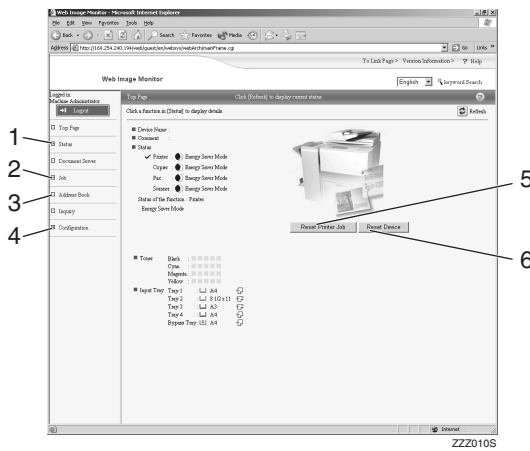 Web Image Monitor - Microsoft Internet Explorer
File Edit View Favorites Tools Help
Back Search Favorites Media
Address http://169.254.240.194/web/guest/en/websys/webArch/mainFrame.cgi Go Links »
To Link Page > Version Information > ? Help
Web Image Monitor
English Keyword Search
Logged in:
Machine Administrator
Logout
Top Page Click [Refresh] to display current status.
Click a function in [Status] to display details. Refresh
Top Page
1 Status
Document Server
2 Job
3 Address Book
Inquiry
4 Configuration
Device Name :
Comment :
Status
Printer : Energy Saver Mode
Copier : Energy Saver Mode
Fax : Energy Saver Mode
Scanner : Energy Saver Mode
Status of the function : Printer
Energy Saver Mode
Reset Printer Job Reset Device
5
6
Toner Black :
Cyan :
Magenta :
Yellow :
Input Tray Tray 1 : A4
Tray 2 : 8 1/2 x 11
Tray 3 : A3
Tray 4 : A4
Bypass Tray : A4
Internet
ZZZ010S